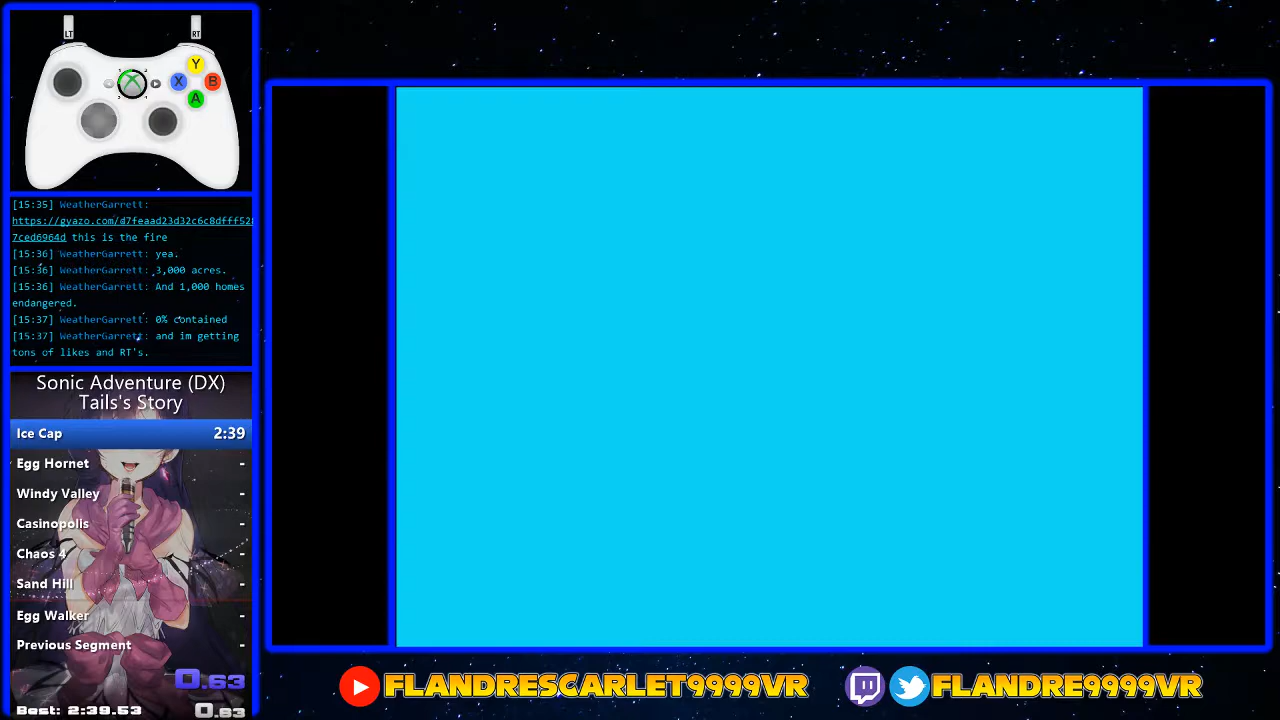 LT
RT
Y
X
B
A
[15:35] WeatherGarrett:
https://gyazo.com/d7feaad23d32c6c8dfff528
7ced6964d this is the fire
[15:36] WeatherGarrett: yea.
[15:36] WeatherGarrett: 3,000 acres.
[15:36] WeatherGarrett: And 1,000 homes
endangered.
[15:37] WeatherGarrett: 0% contained
[15:37] WeatherGarrett: and im getting
tons of likes and RT's.
Sonic Adventure (DX)
Tails's Story
Ice Cap 2:39
Egg Hornet -
Windy Valley -
Casinopolis -
Chaos 4 -
Sand Hill -
Egg Walker -
Previous Segment -
0.63
Best: 2:39.53 0.63
FLANDRESCARLET9999VR
FLANDRE9999VR